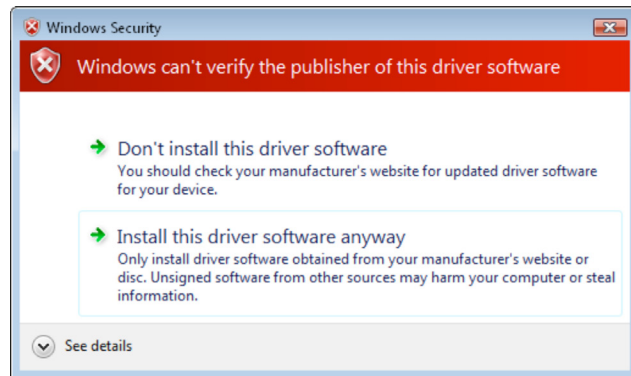 Windows Security
Windows can't verify the publisher of this driver software
Don't install this driver software
You should check your manufacturer's website for updated driver software
for your device.
Install this driver software anyway
Only install driver software obtained from your manufacturer's website or
disc. Unsigned software from other sources may harm your computer or steal
information.
See details